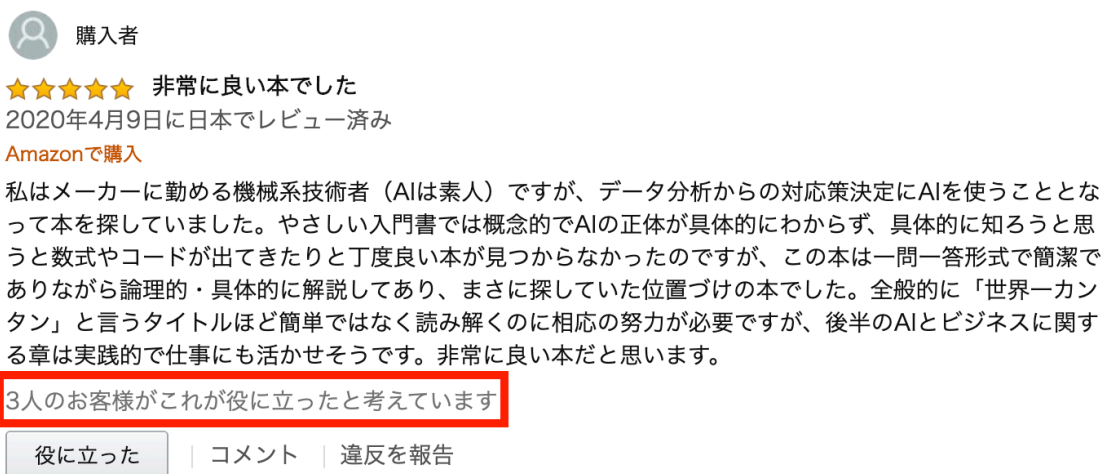 購入者
非常に良い本でした
2020年4月9日に日本でレビュー済み
Amazonで購入
私はメーカーに勤める機械系技術者（AIは素人）ですが、データ分析からの対応策決定にAIを使うこととな
って本を探していました。やさしい入門書では概念的でAIの正体が具体的にわからず、具体的に知ろうと思
うと数式やコードが出てきたりと丁度良い本が見つからなかったのですが、この本は一問一答形式で簡潔で
ありながら論理的・具体的に解説してあり、まさに探していた位置づけの本でした。全般的に「世界一カン
タン」と言うタイトルほど簡単ではなく読み解くのに相応の努力が必要ですが、後半のAIとビジネスに関す
る章は実践的で仕事にも活かせそうです。非常に良い本だと思います。
3人のお客様がこれが役に立ったと考えています
役に立った コメント 違反を報告